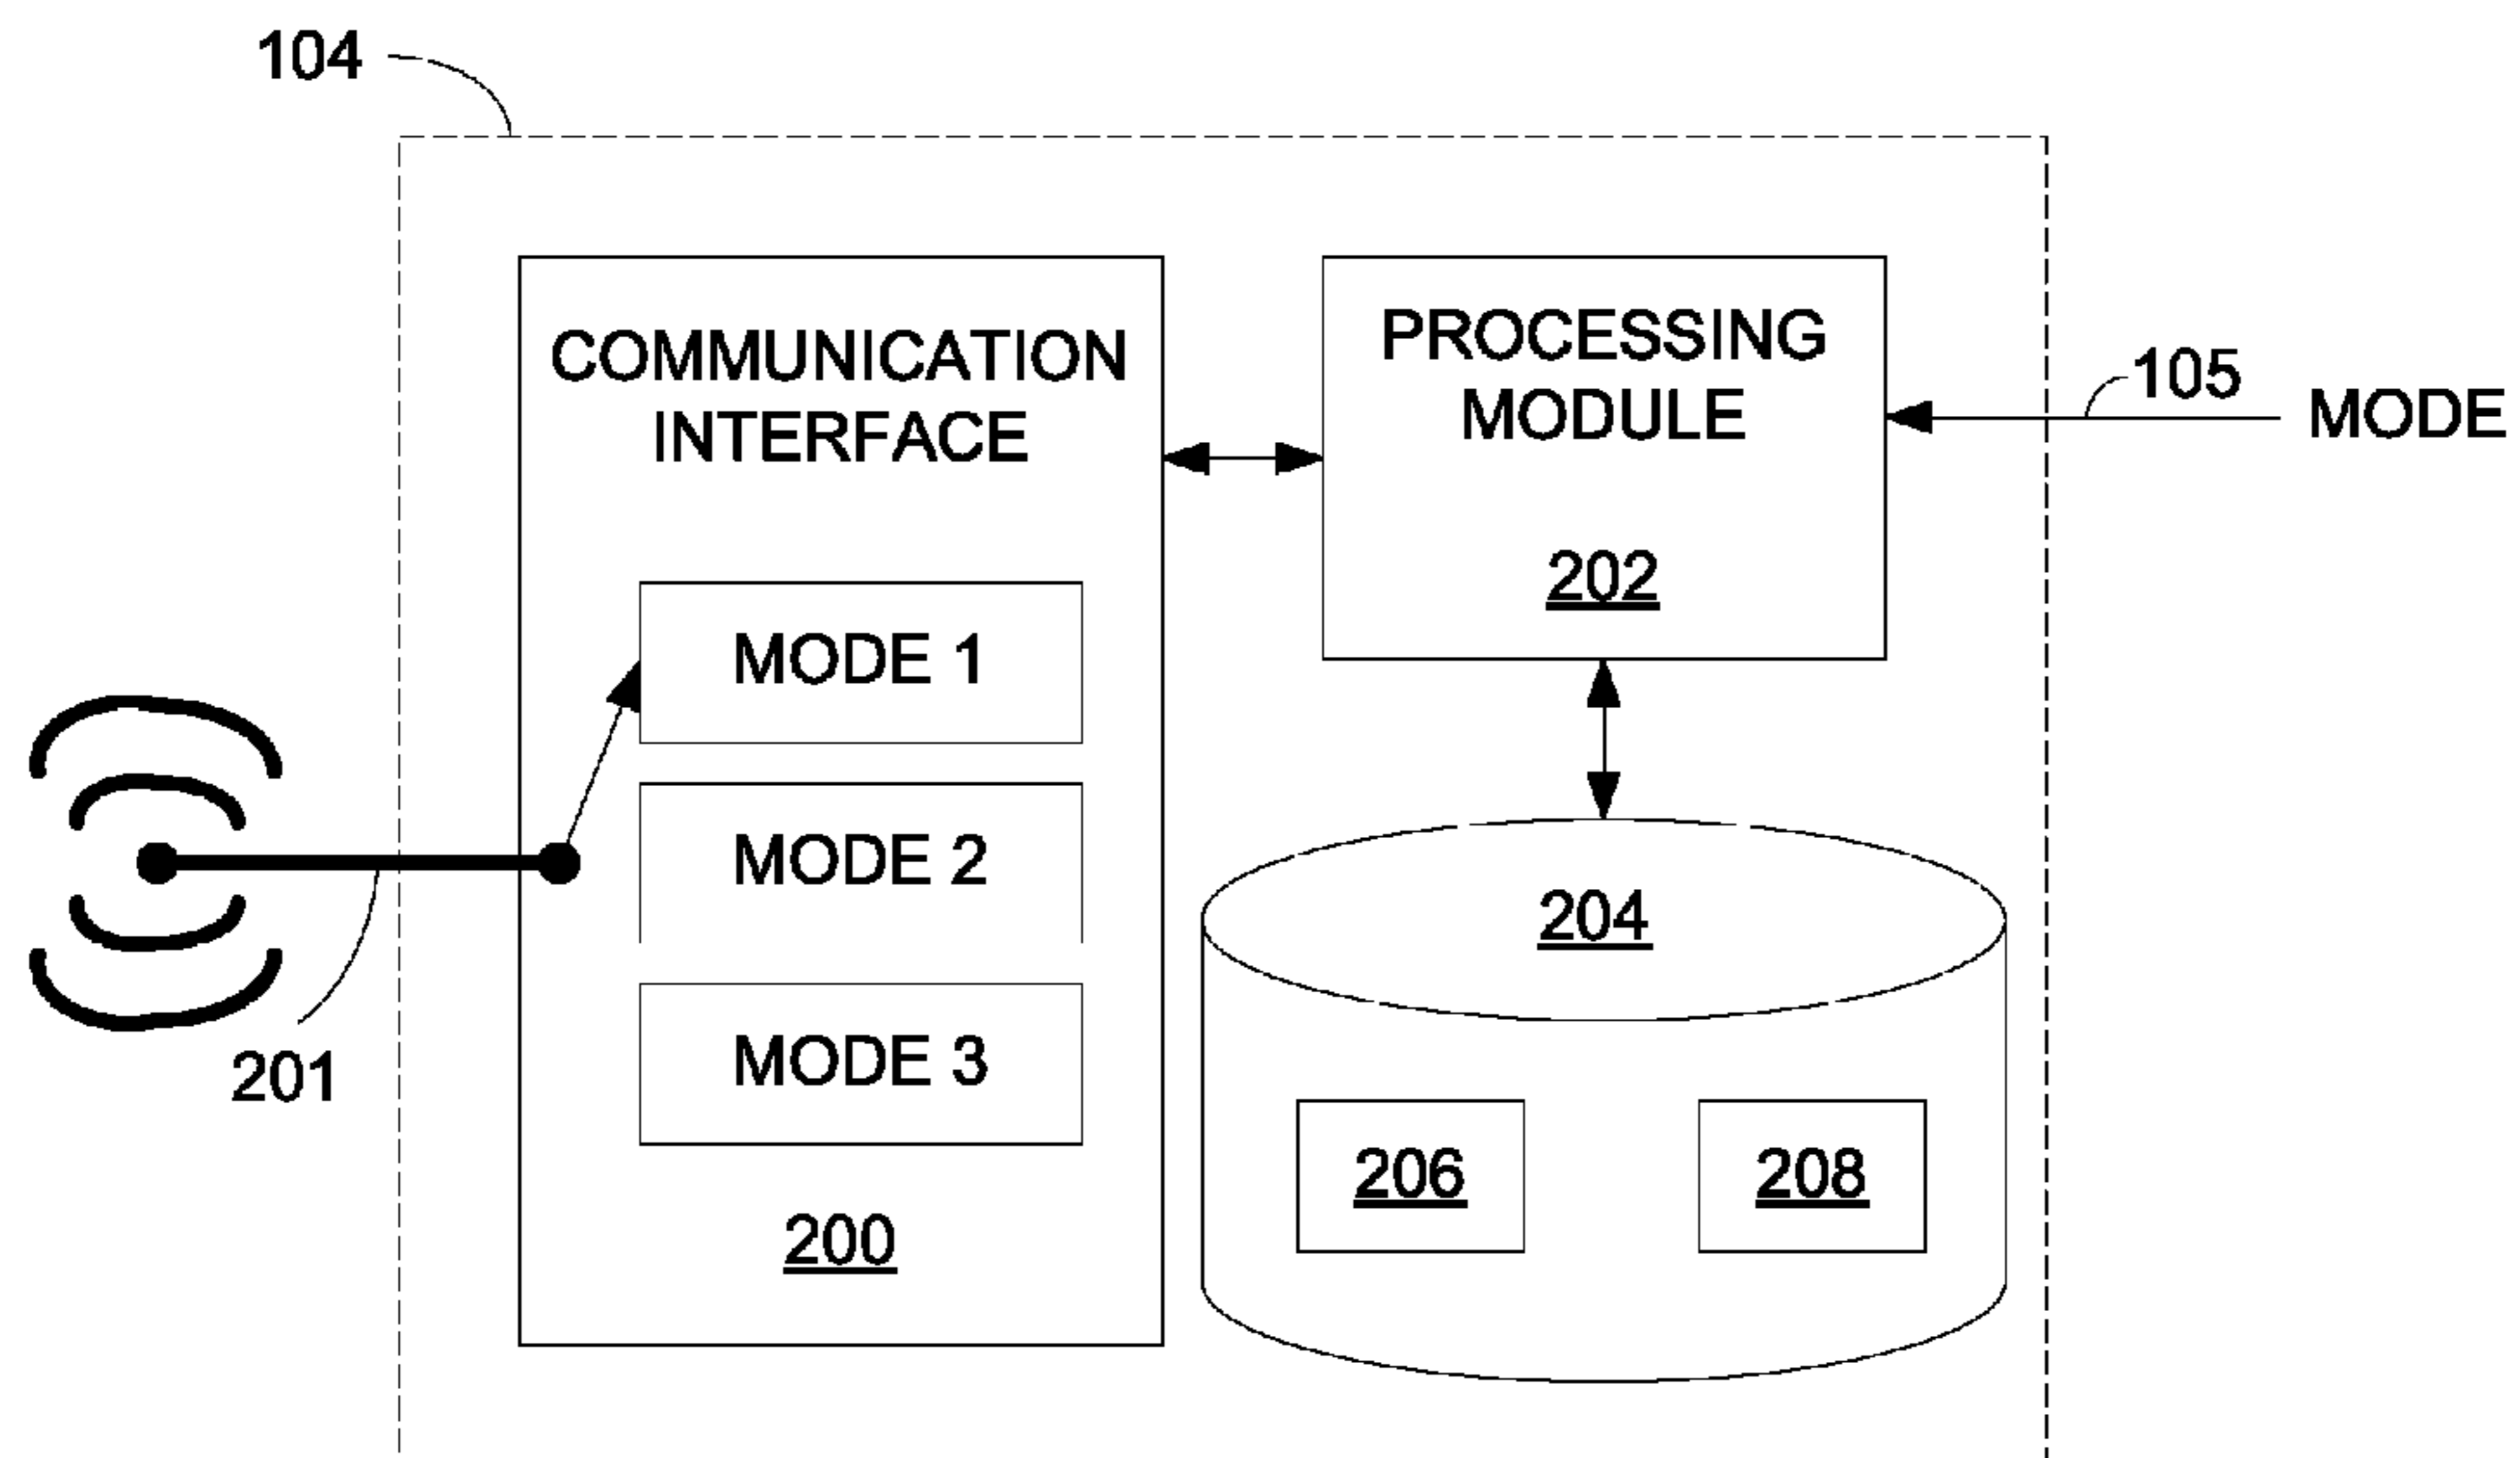 104
COMMUNICATION
INTERFACE
MODE 1
MODE 2
MODE 3
200
201
PROCESSING
MODULE
202
105
MODE
204
206
208